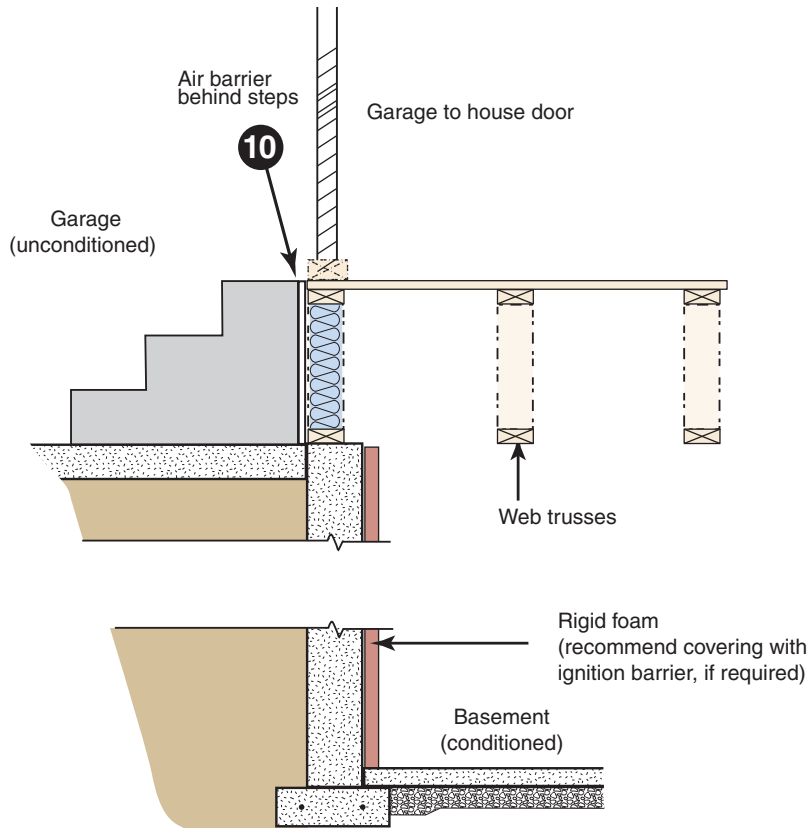 Air barrier
behind steps
Garage to house door
10
Garage
(unconditioned)
Web trusses
Rigid foam
(recommend covering with
ignition barrier, if required)
Basement
(conditioned)